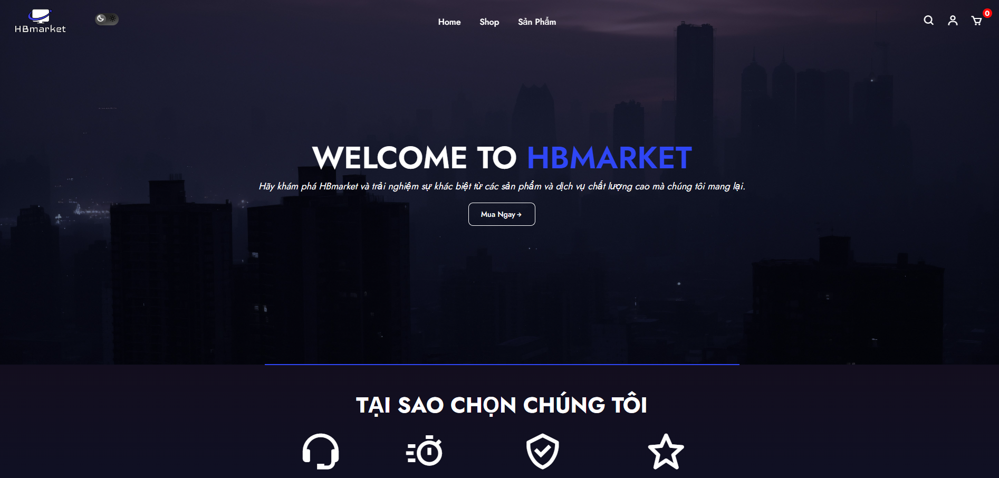 HBmarket
Home Shop Sản Phẩm
0
WELCOME TO HBMARKET
Hãy khám phá HBmarket và trải nghiệm sự khác biệt từ các sản phẩm và dịch vụ chất lượng cao mà chúng tôi mang lại.
Mua Ngay →
TẠI SAO CHỌN CHÚNG TÔI